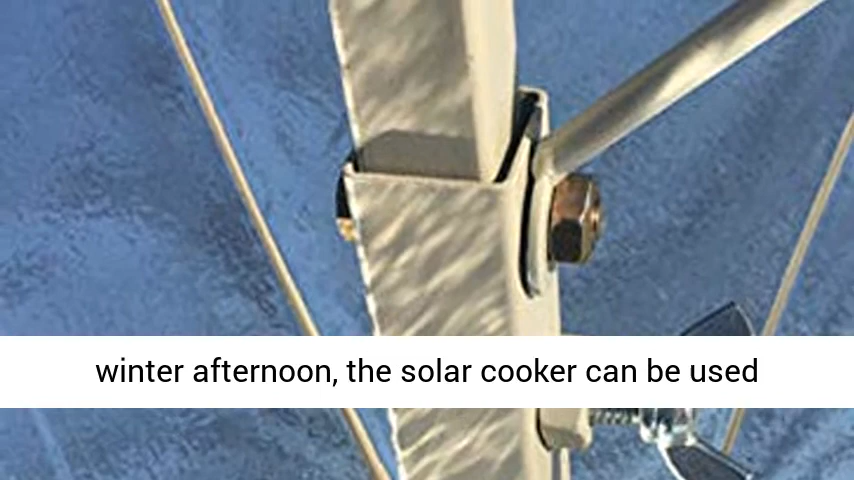 winter afternoon, the solar cooker can be used